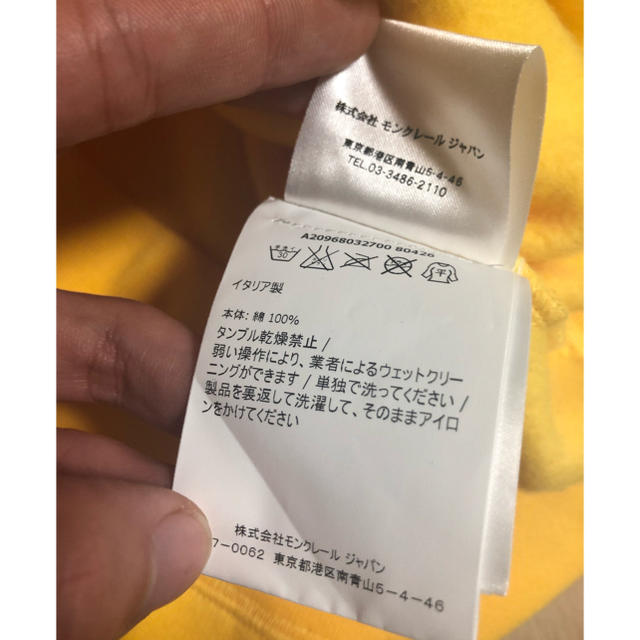 株式会社 モンクレール ジャパン
東京都港区南青山5-4-46
TEL.03-3486-2110
A20968032700 80426
30
平
イタリア製
本体: 綿 100%
タンブル乾燥禁止 /
弱い操作により、業者によるウェットクリー
ニングができます / 単独で洗ってください /
製品を裏返して洗濯して、そのままアイロ
ンをかけてください
株式会社モンクレール ジャパン
7-0062 東京都港区南青山5-4-46